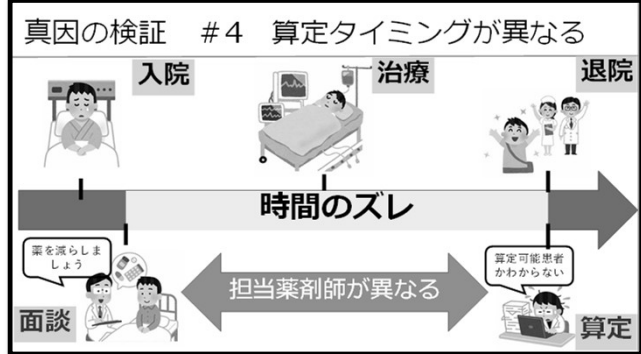 真因の検証　#4　算定タイミングが異なる
入院
治療
退院
時間のズレ
薬を減らしま
しょう
担当薬剤師が異なる
算定可能患者
かわからない
面談
算定